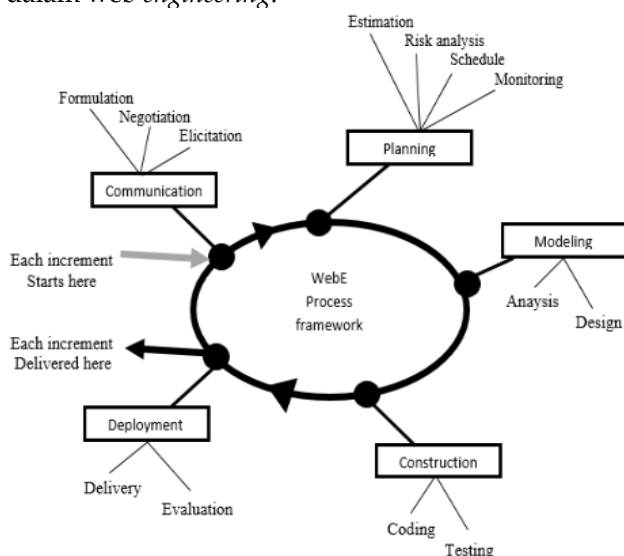 dalam web engineering.
Estimation
Risk analysis
Schedule
Monitoring
Formulation
Negotiation
Elicitation
Planning
Communication
Modeling
Each increment
Starts here
WebE
Process
framework
Anaysis
Design
Each increment
Delivered here
Deployment
Construction
Delivery
Evaluation
Coding
Testing